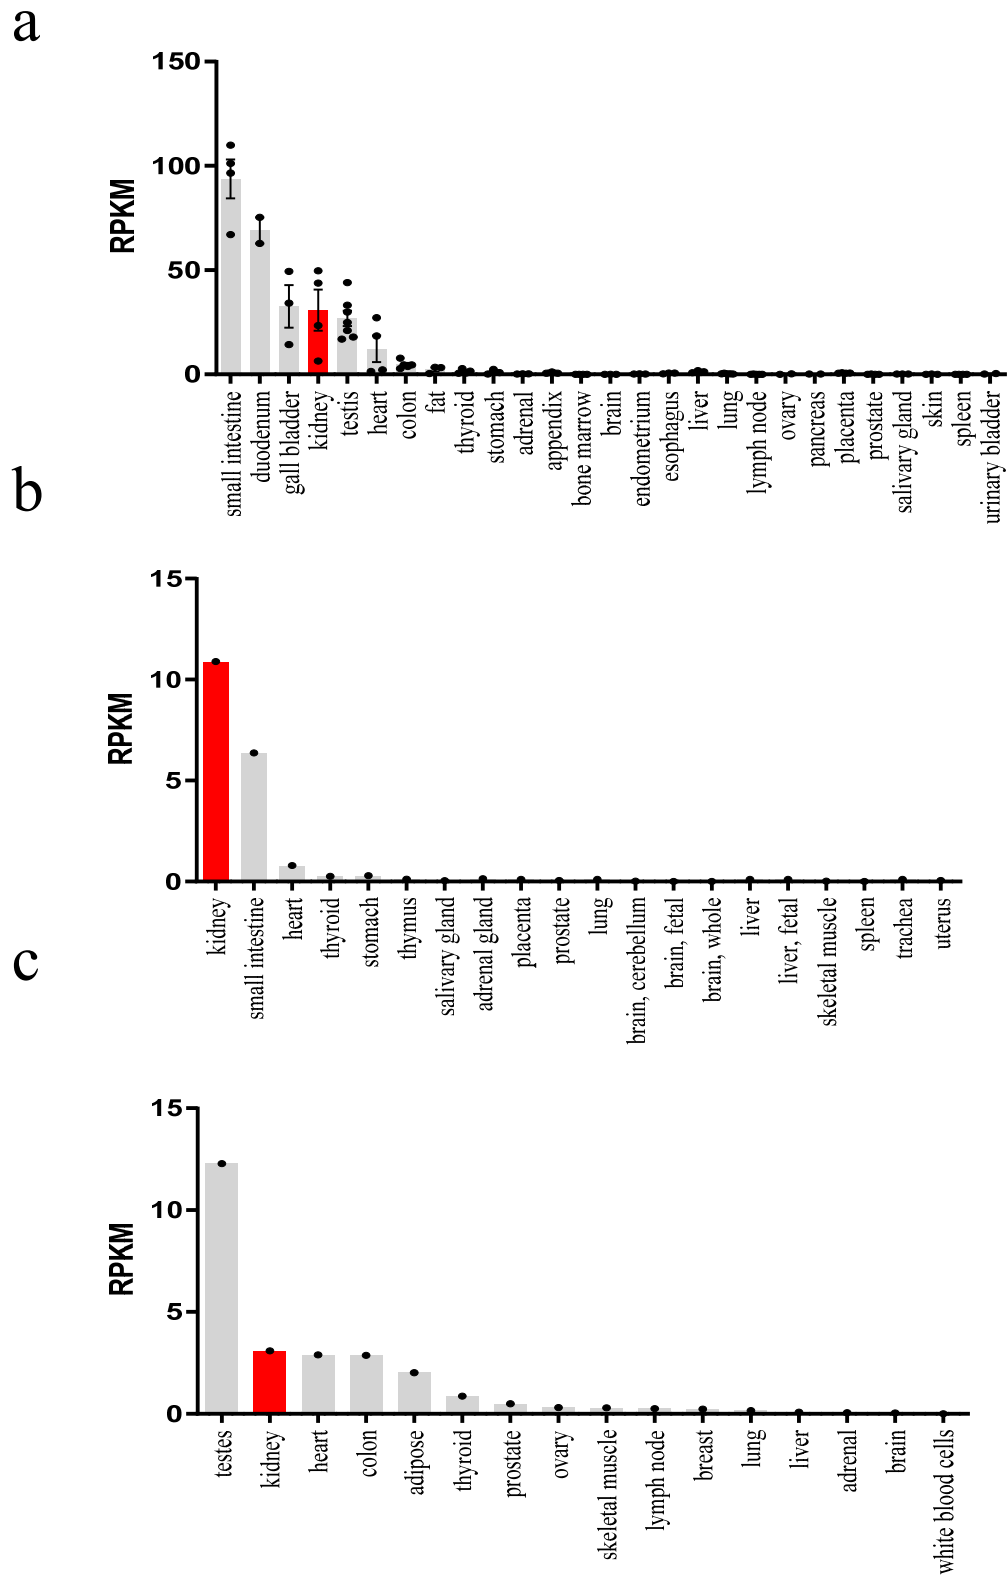 a
150
100
50
0
RPKM
small intestine
duodenum
gall bladder
kidney
testis
heart
colon
fat
thyroid
stomach
adrenal
appendix
bone marrow
brain
endometrium
esophagus
liver
lung
lymph node
ovary
pancreas
placenta
prostate
salivary gland
skin
spleen
urinary bladder
b
15
10
5
0
RPKM
kidney
small intestine
heart
thyroid
stomach
thymus
salivary gland
adrenal gland
placenta
prostate
lung
brain, cerebellum
brain, fetal
brain, whole
liver
liver, fetal
skeletal muscle
spleen
trachea
uterus
c
15
10
5
0
RPKM
testes
kidney
heart
colon
adipose
thyroid
prostate
ovary
skeletal muscle
lymph node
breast
lung
liver
adrenal
brain
white blood cells